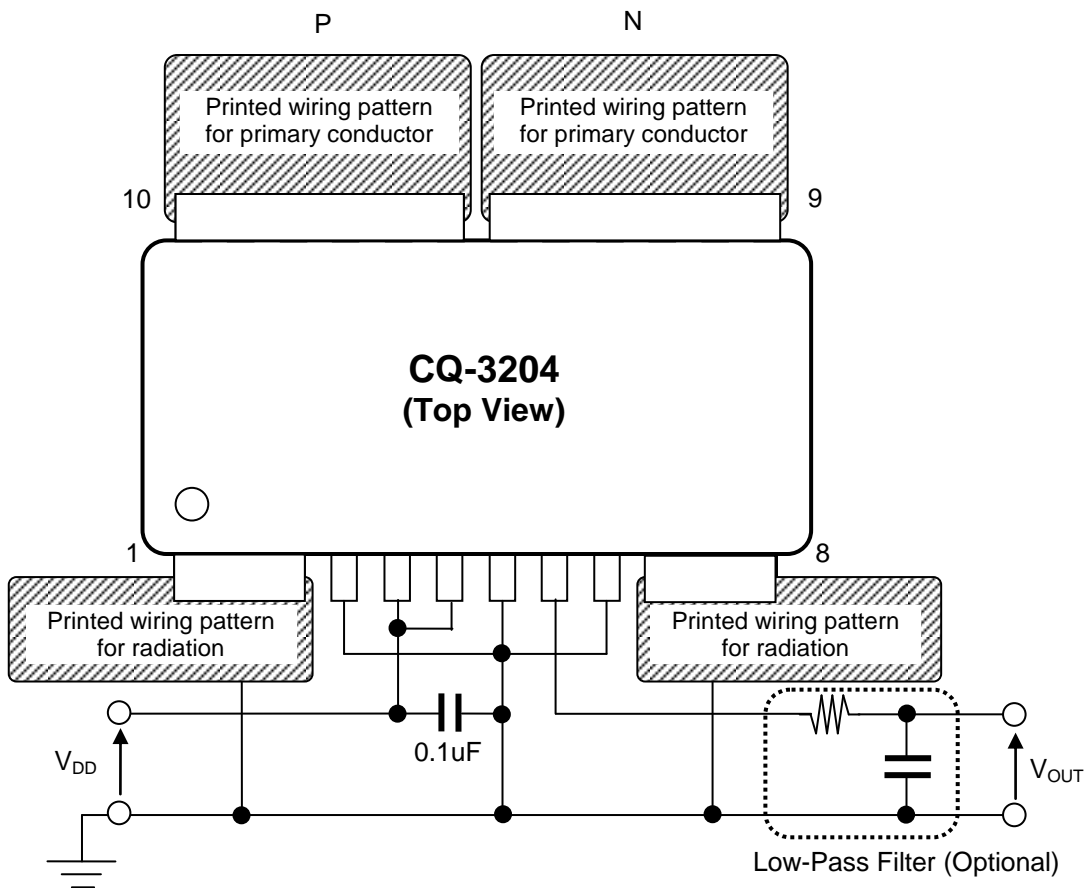 P
N
Printed wiring pattern
for primary conductor
Printed wiring pattern
for primary conductor
10
9
CQ-3204
(Top View)
1
8
Printed wiring pattern
for radiation
Printed wiring pattern
for radiation
0.1uF
VDD
VOUT
Low-Pass Filter (Optional)